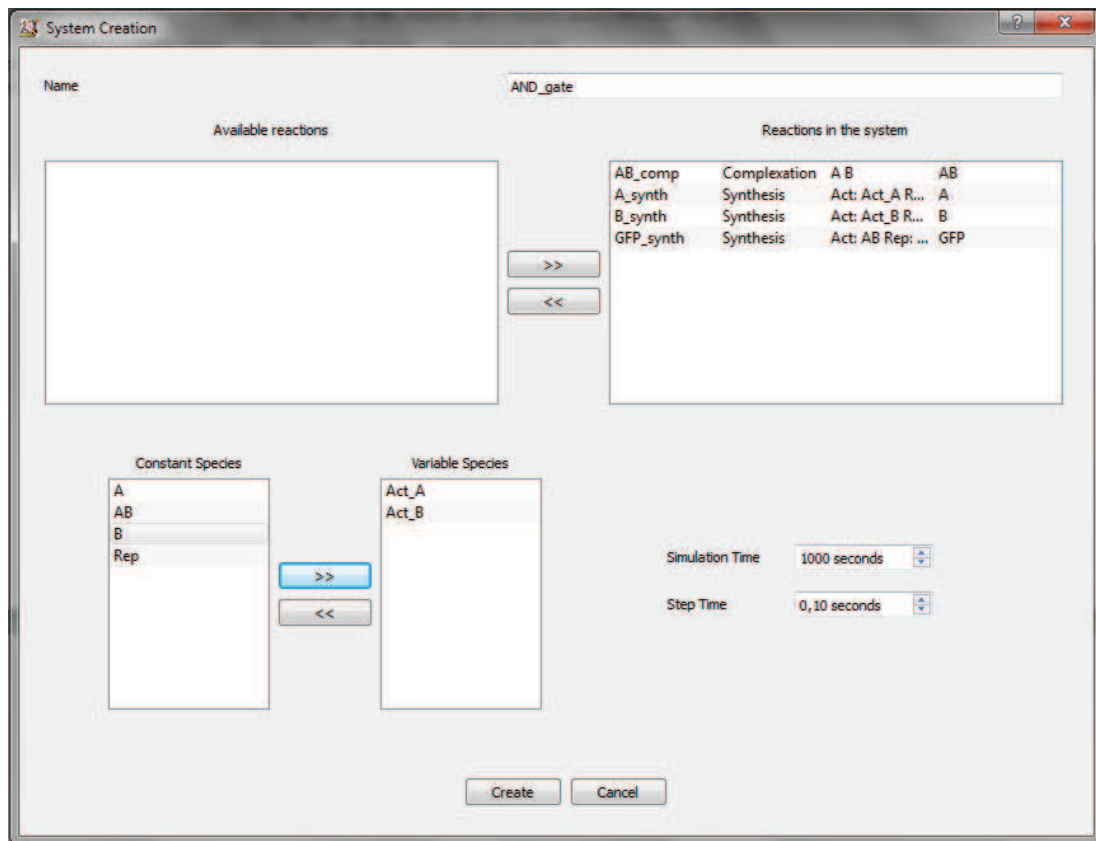 System Creation
Name AND_gate
Available reactions
Reactions in the system
AB_comp Complexation A B AB
A_synth Synthesis Act: Act_A R... A
B_synth Synthesis Act: Act_B R... B
GFP_synth Synthesis Act: AB Rep: ... GFP
>>
<<
Constant Species
A
AB
B
Rep
>>
<<
Variable Species
Act_A
Act_B
Simulation Time 1000 seconds
Step Time 0,10 seconds
Create Cancel